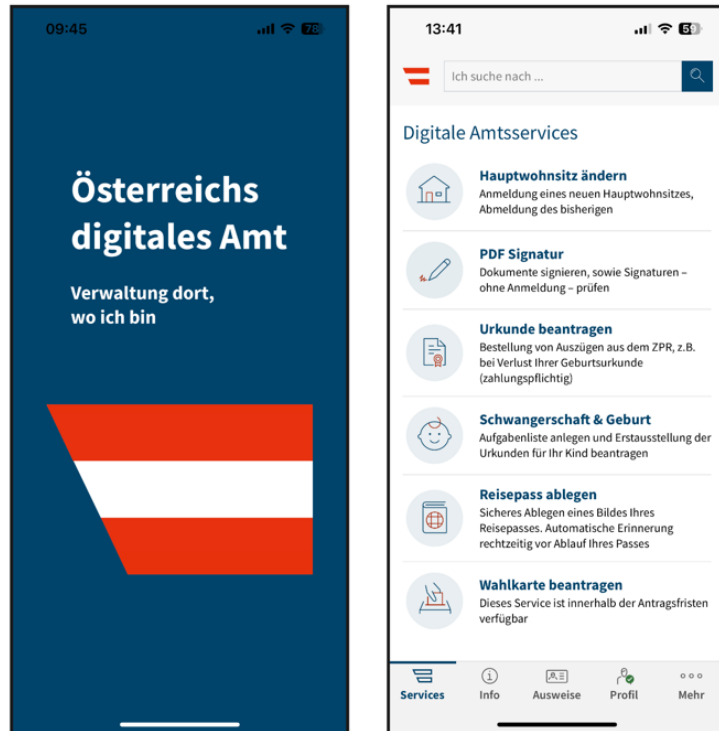 09:45
78
Österreichs
digitales Amt
Verwaltung dort,
wo ich bin
13:41
59
Ich suche nach ...
Digitale Amtsservices
Hauptwohnsitz ändern
Anmeldung eines neuen Hauptwohnsitzes,
Abmeldung des bisherigen
PDF Signatur
Dokumente signieren, sowie Signaturen –
ohne Anmeldung – prüfen
Urkunde beantragen
Bestellung von Auszügen aus dem ZPR, z.B.
bei Verlust Ihrer Geburtsurkunde
(zahlungspflichtig)
Schwangerschaft & Geburt
Aufgabenliste anlegen und Erstausstellung der
Urkunden für Ihr Kind beantragen
Reisepass ablegen
Sicheres Ablegen eines Bildes Ihres
Reisepasses. Automatische Erinnerung
rechtzeitig vor Ablauf Ihres Passes
Wahlkarte beantragen
Dieses Service ist innerhalb der Antragsfristen
verfügbar
Services Info Ausweise Profil Mehr